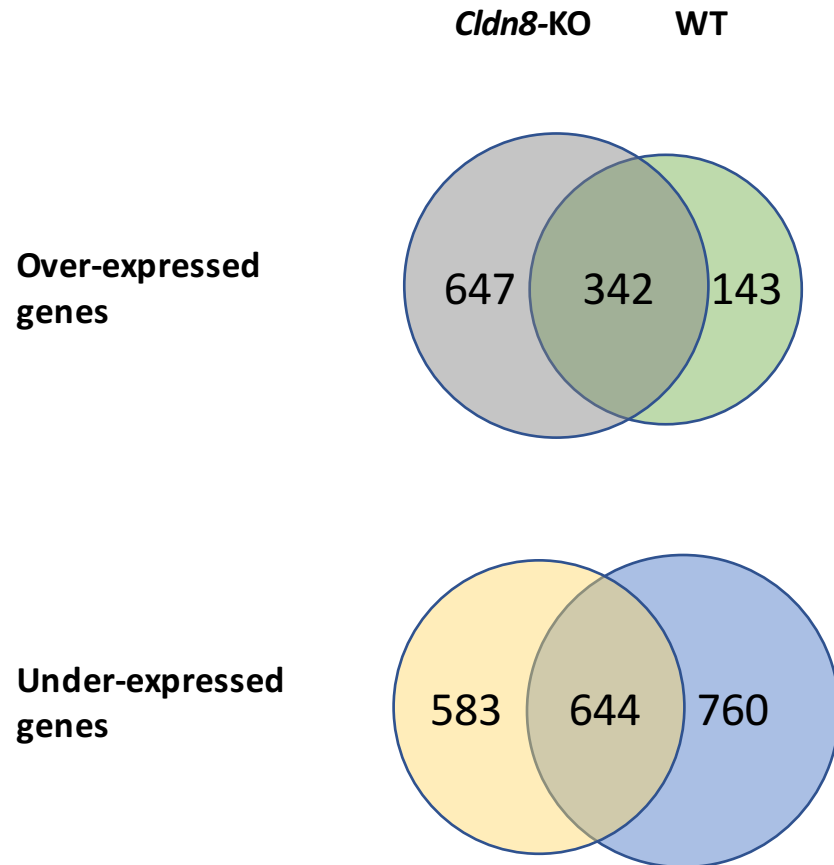 Cldn8-KO WT
Over-expressed
genes
647 342 143
Under-expressed
genes
583 644 760